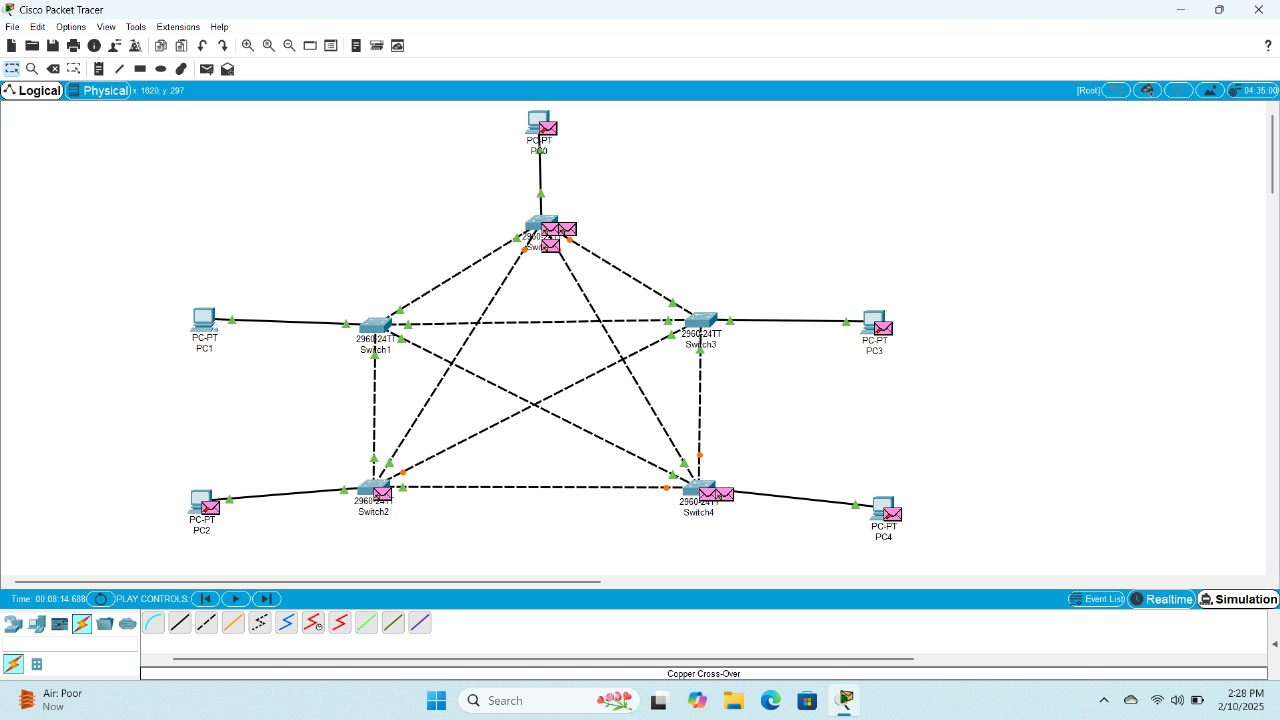 Cisco Packet Tracer
File Edit Options View Tools Extensions Help
Logical Physical x: 1620, y: 297 [Root] 04:35:00
PC-PT
PC0
PC-PT
PC1
2960-24TT
Switch1
2960-24TT
Switch3
PC-PT
PC3
PC-PT
PC2
2960-24TT
Switch2
2960-24TT
Switch4
PC-PT
PC4
Time: 00:08:14.688 PLAY CONTROLS: Event List Realtime Simulation
Copper Cross-Over
Air: Poor
Now
Search
2:28 PM
2/10/2025